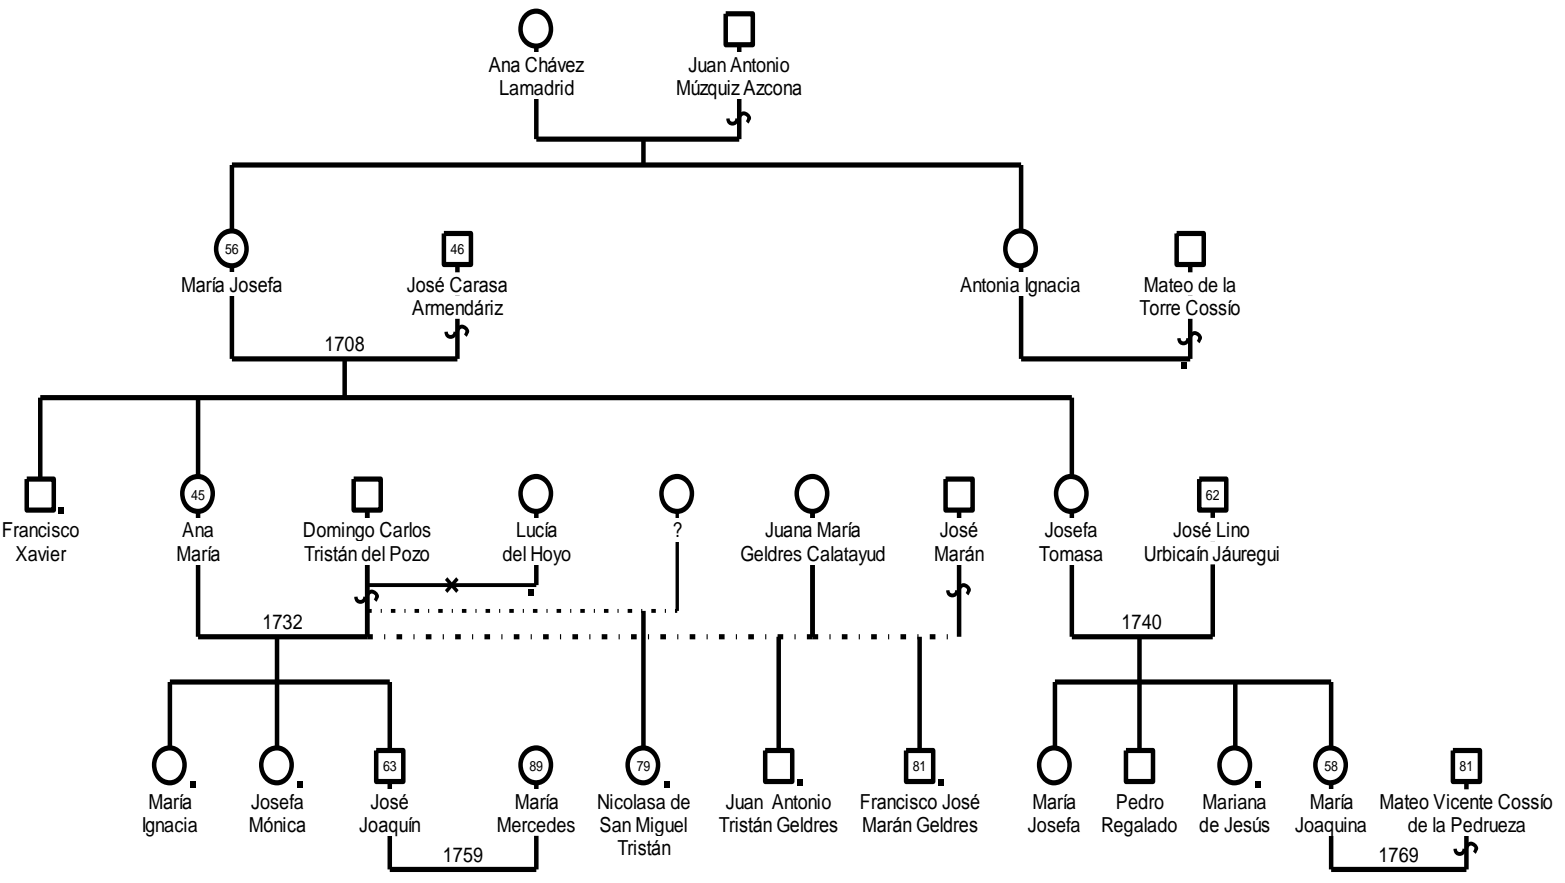 Ana Chávez
Lamadrid
Juan Antonio
Múzquiz Azcona
56
María Josefa
46
José Carasa
Armendáriz
Antonia Ignacia
Mateo de la
Torre Cossío
1708
Francisco
Xavier
45
Ana
María
Domingo Carlos
Tristán del Pozo
Lucía
del Hoyo
?
Juana María
Geldres Calatayud
José
Marán
Josefa
Tomasa
62
José Lino
Urbicaín Jáuregui
1732
1740
María
Ignacia
Josefa
Mónica
63
José
Joaquín
89
María
Mercedes
79
Nicolasa de
San Miguel
Tristán
Juan Antonio
Tristán Geldres
81
Francisco José
Marán Geldres
María
Josefa
Pedro
Regalado
Mariana
de Jesús
58
María
Joaquina
81
Mateo Vicente Cossío
de la Pedrueza
1759
1769